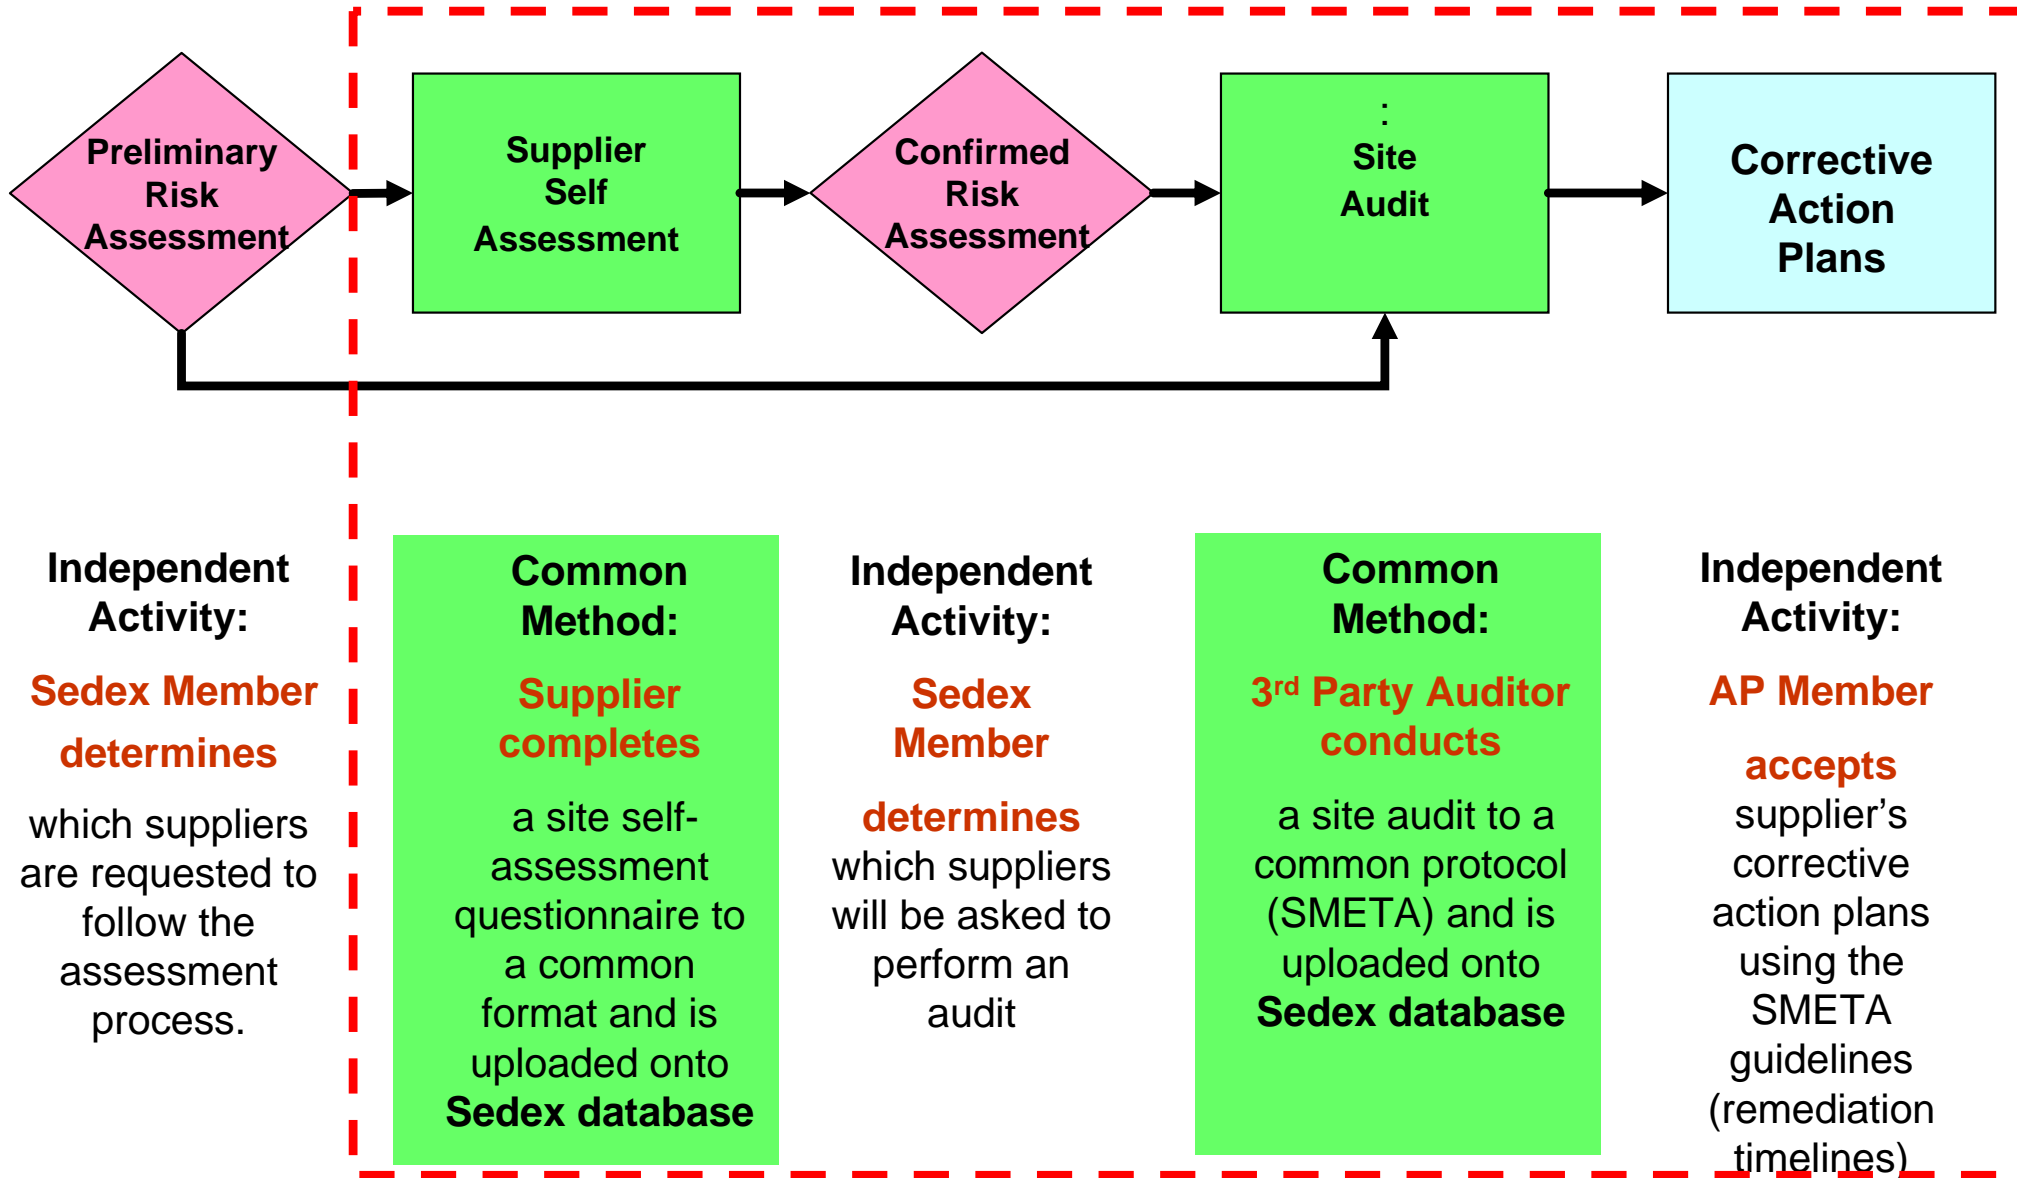 Preliminary
Risk
Assessment
Supplier
Self
Assessment
Confirmed
Risk
Assessment
:
Site
Audit
Corrective
Action
Plans
Independent
Activity:
Sedex Member
determines
which suppliers
are requested to
follow the
assessment
process.
Common
Method:
Supplier
completes
a site self-
assessment
questionnaire to
a common
format and is
uploaded onto
Sedex database
Independent
Activity:
Sedex
Member
determines
which suppliers
will be asked to
perform an
audit
Common
Method:
3rd Party Auditor
conducts
a site audit to a
common protocol
(SMETA) and is
uploaded onto
Sedex database
Independent
Activity:
AP Member
accepts
supplier’s
corrective
action plans
using the
SMETA
guidelines
(remediation
timelines)